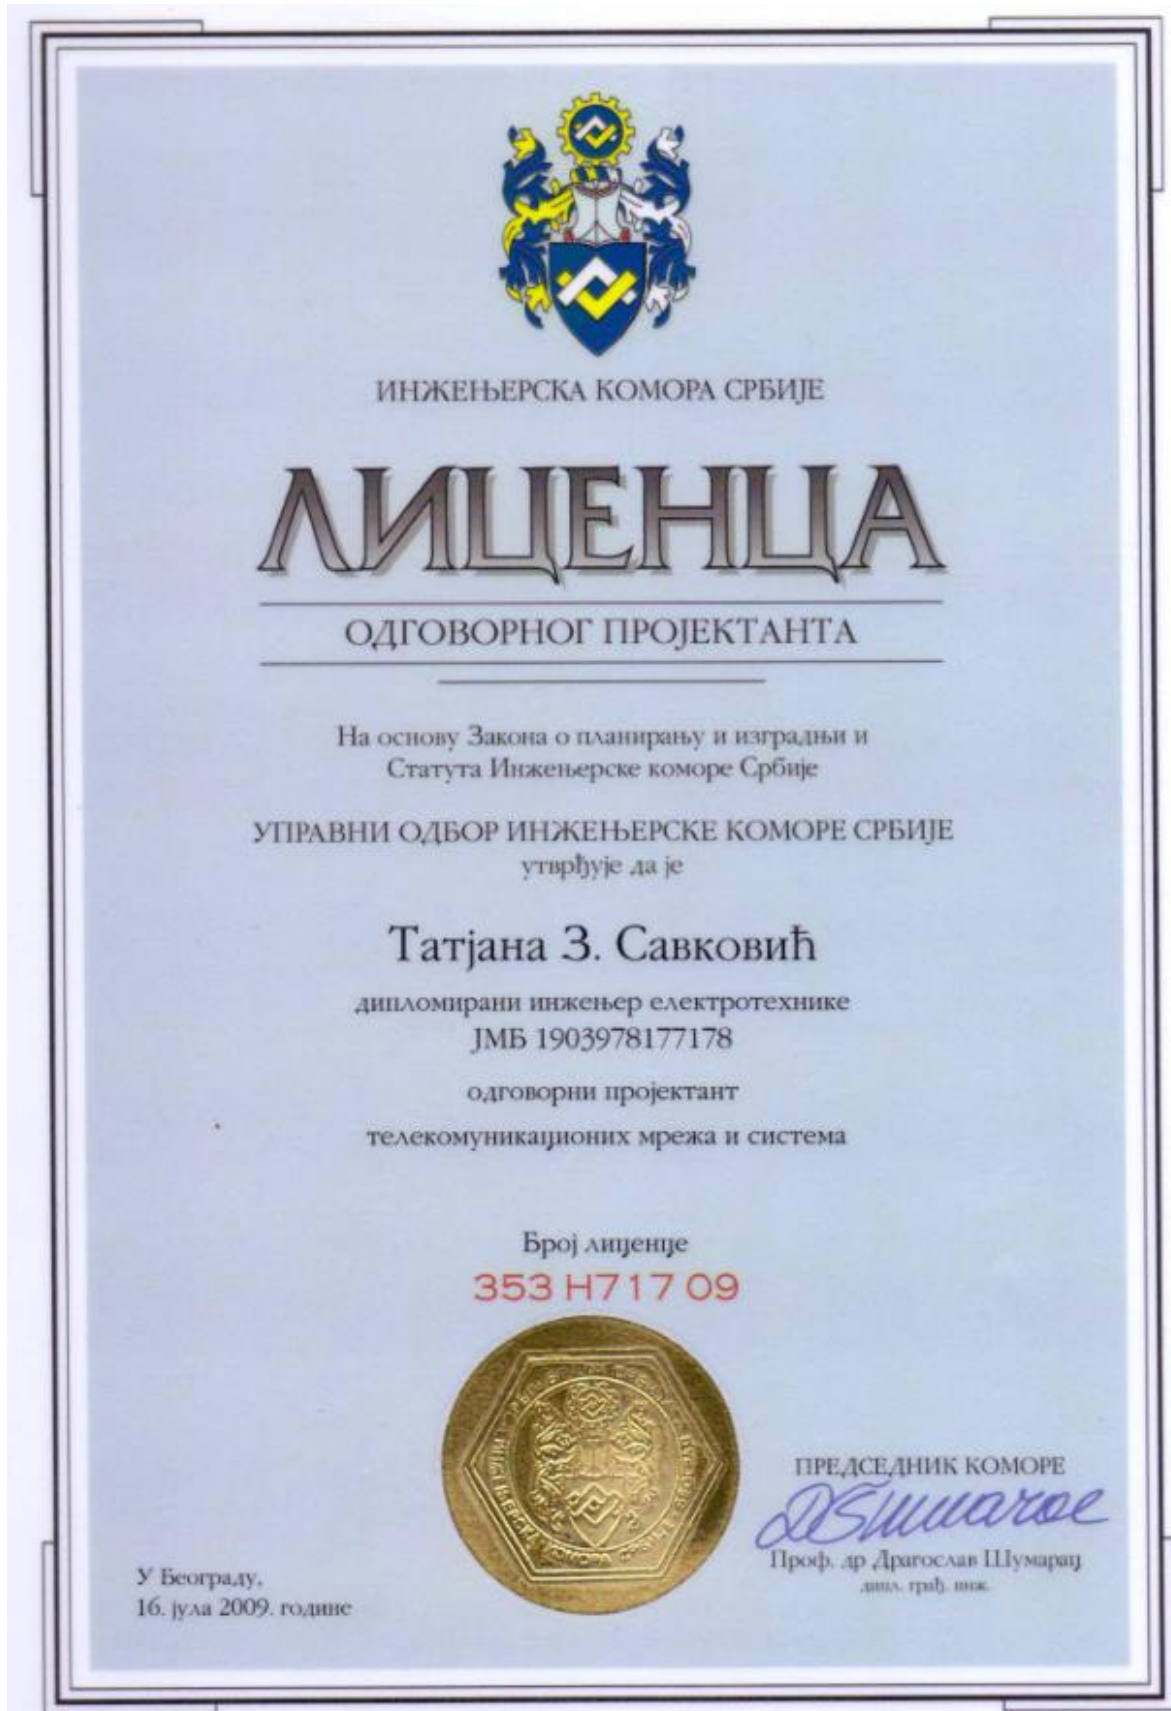 ИНЖЕЊЕРСКА КОМОРА СРБИЈЕ
ЛИЦЕНЦА
ОДГОВОРНОГ ПРОЈЕКТАНТА
На основу Закона о планирању и изградњи и
Статута Инжењерске коморе Србије
УПРАВНИ ОДБОР ИНЖЕЊЕРСКЕ КОМОРЕ СРБИЈЕ
утврђује да је
Татјана З. Савковић
дипломирани инжењер електротехнике
ЈМБ 1903978177178
одговорни пројектант
телекомуникационих мрежа и система
Број лиценце
353 H717 09
ПРЕДСЕДНИК КОМОРЕ
Проф. др Драгослав Шумарац
дипл. грађ. инж.
У Београду,
16. јула 2009. године